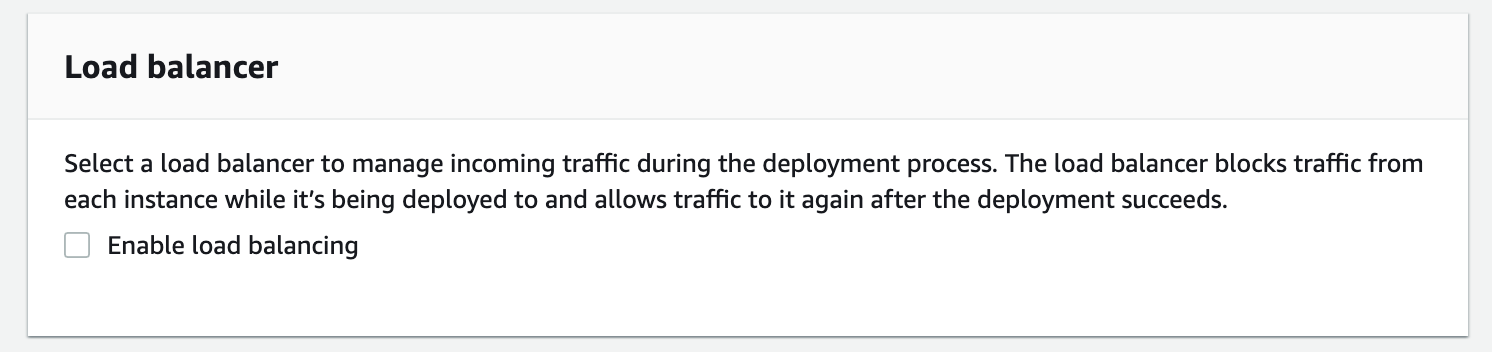 Load balancer
Select a load balancer to manage incoming traffic during the deployment process. The load balancer blocks traffic from
each instance while it’s being deployed to and allows traffic to it again after the deployment succeeds.
Enable load balancing